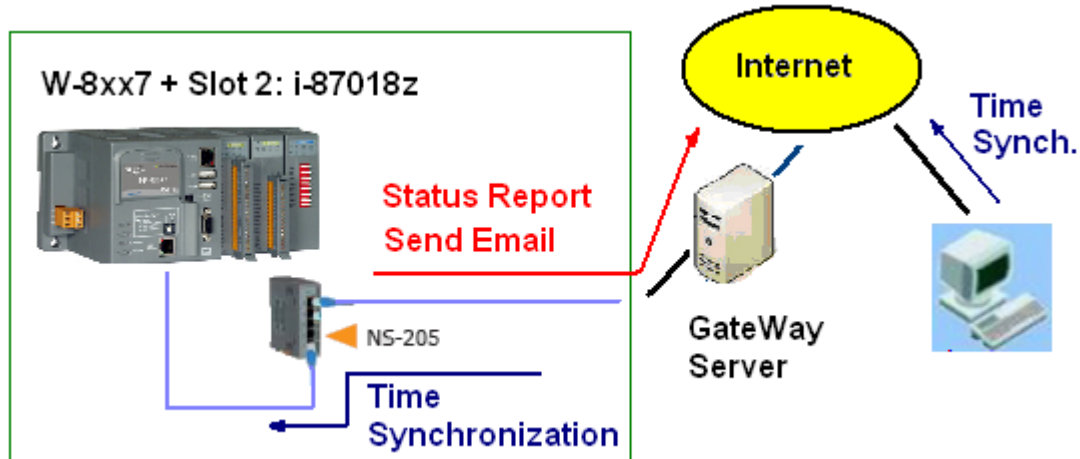 W-8xx7 + Slot 2: i-87018z
Internet
Time
Synch.
Status Report
Send Email
NS-205
GateWay
Server
Time
Synchronization